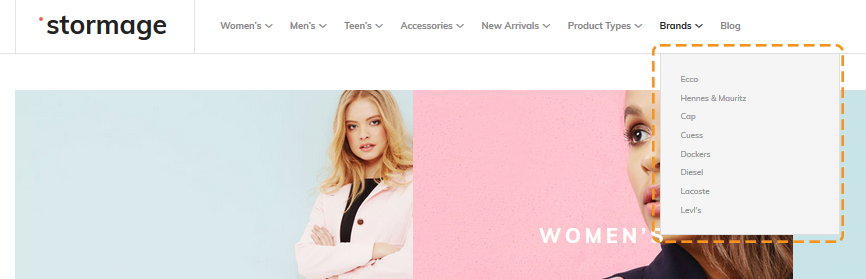 stormage
Women's Men's Teen's Accessories New Arrivals Product Types Brands Blog
Ecco
Hennes & Mauritz
Cap
Cuess
Dockers
Diesel
Lacoste
Levi's
WOMEN'S